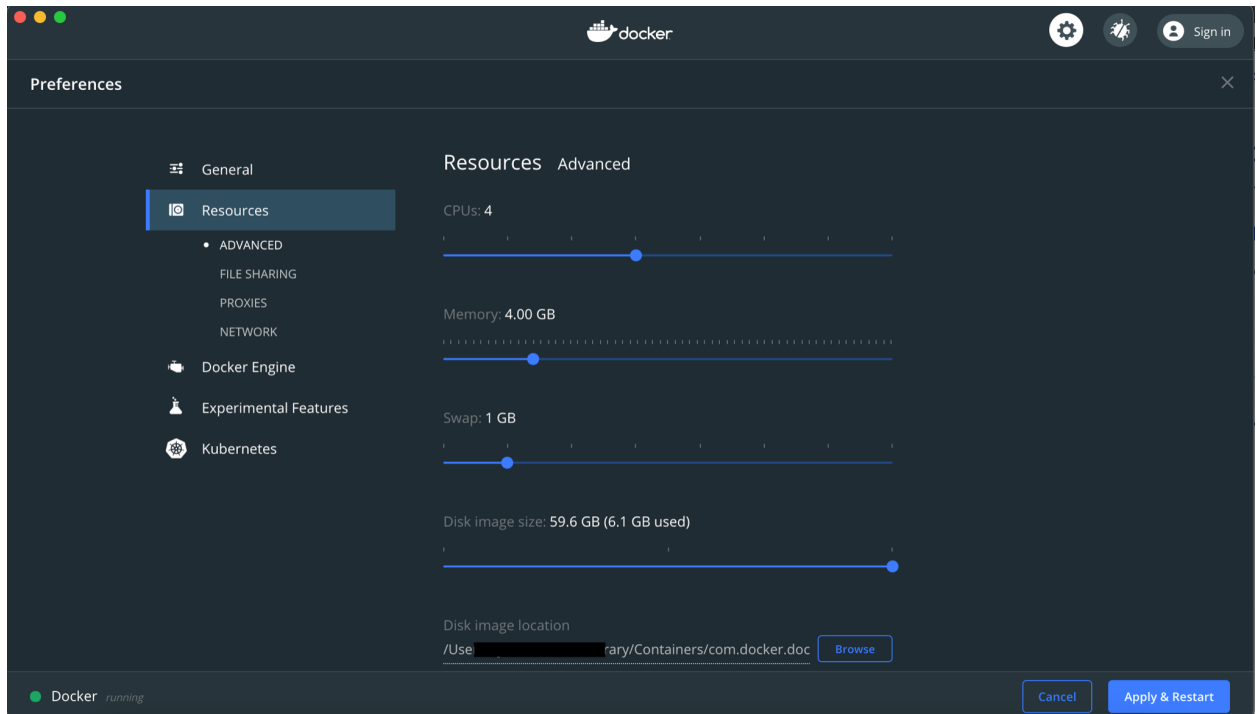 docker
Sign in
Preferences
General
Resources
ADVANCED
FILE SHARING
PROXIES
NETWORK
Docker Engine
Experimental Features
Kubernetes
Resources Advanced
CPUs: 4
Memory: 4.00 GB
Swap: 1 GB
Disk image size: 59.6 GB (6.1 GB used)
Disk image location
/Use rary/Containers/com.docker.doc Browse
Docker running
Cancel Apply & Restart